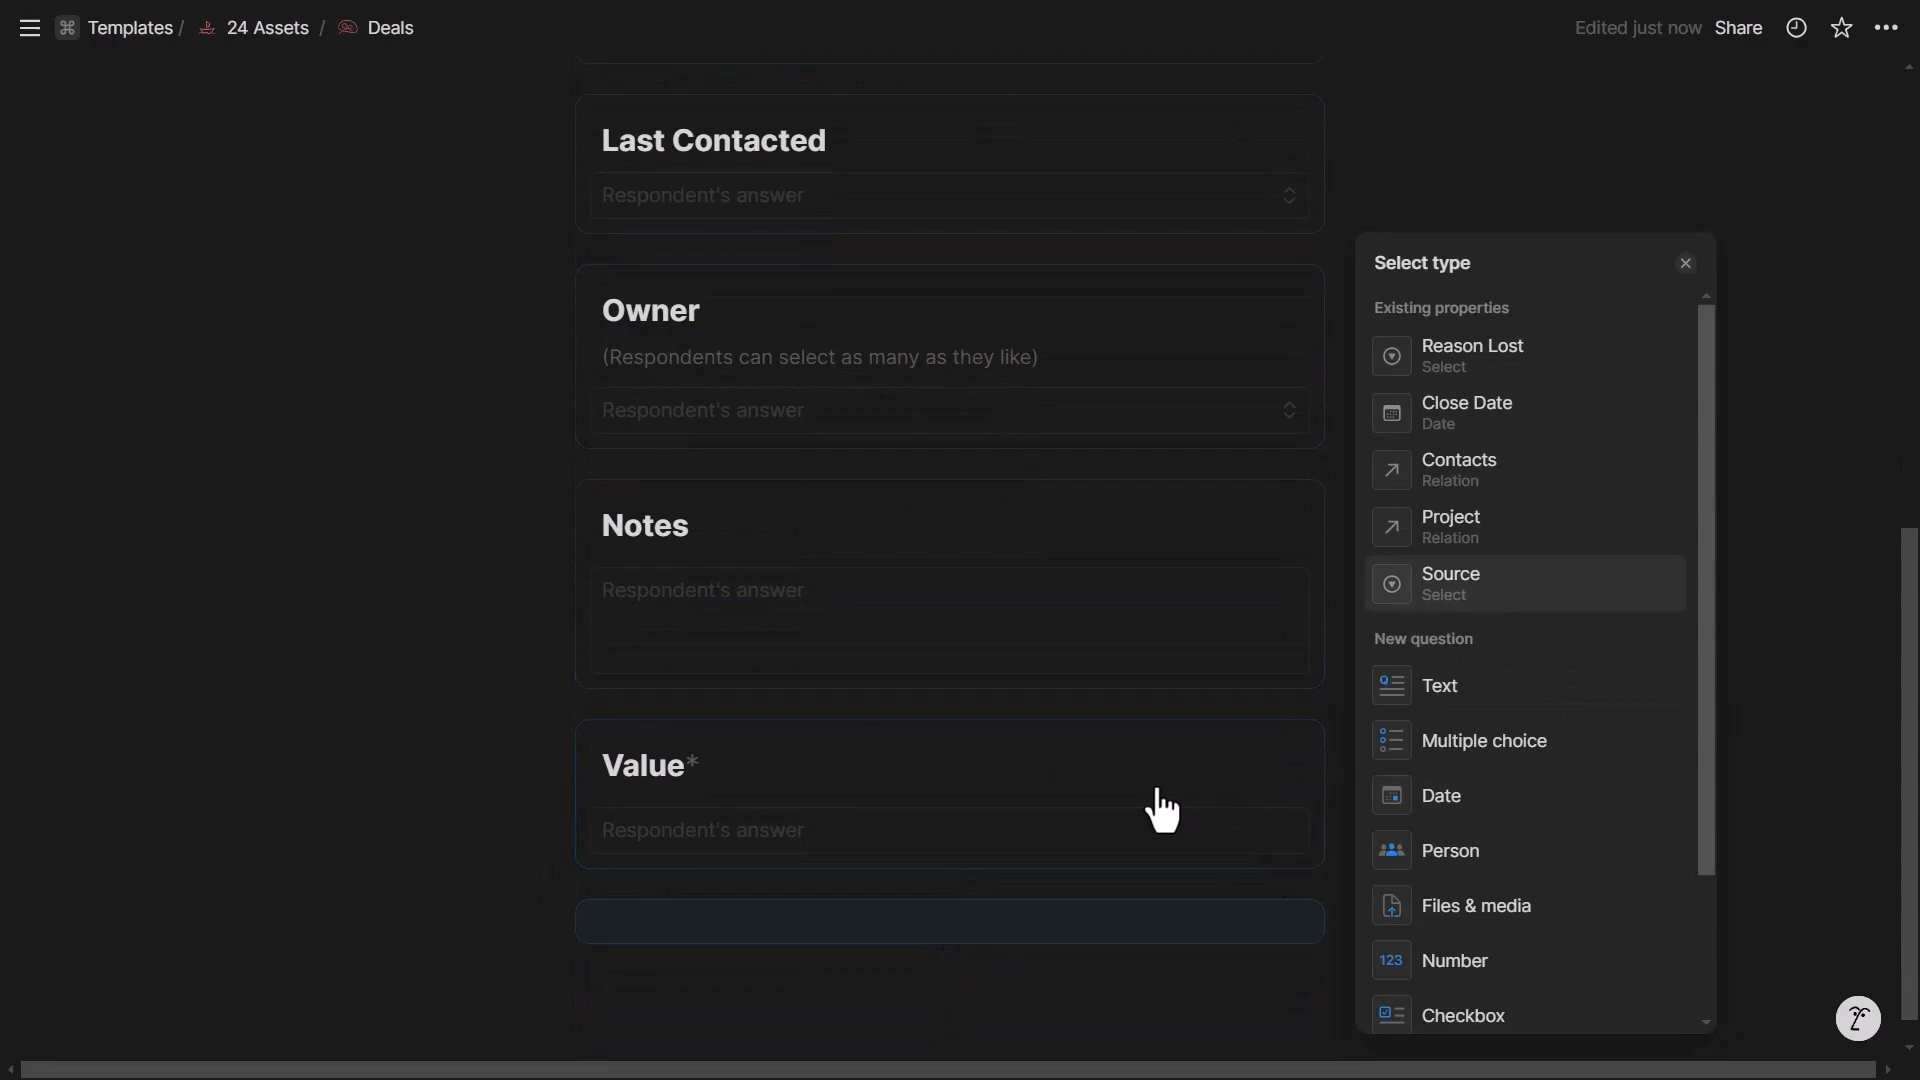 Templates / 24 Assets / Deals
Edited just now Share
Last Contacted
Respondent's answer
Owner
(Respondents can select as many as they like)
Respondent's answer
Notes
Respondent's answer
Value*
Respondent's answer
Select type
Existing properties
Reason Lost
Select
Close Date
Date
Contacts
Relation
Project
Relation
Source
Select
New question
Text
Multiple choice
Date
Person
Files & media
123 Number
Checkbox